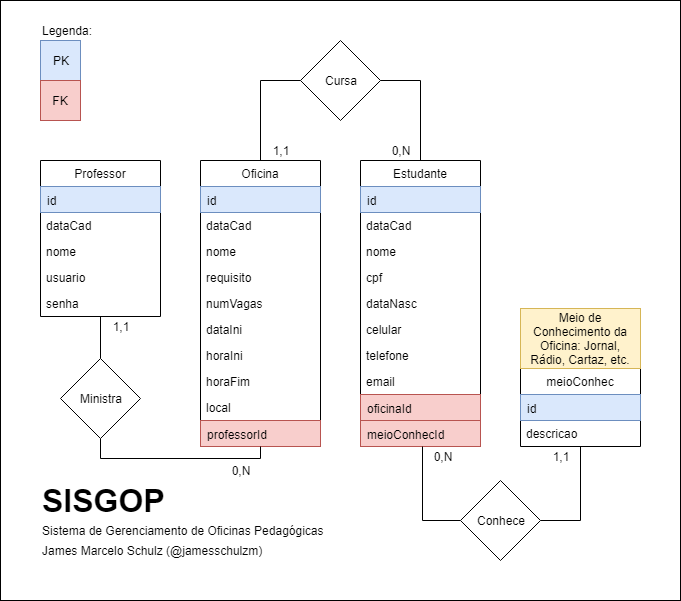 Legenda:
PK
FK
Cursa
1,1
0,N
Professor
id
dataCad
nome
usuario
senha
1,1
Ministra
Oficina
id
dataCad
nome
requisito
numVagas
dataIni
horaIni
horaFim
local
professorId
0,N
Estudante
id
dataCad
nome
cpf
dataNasc
celular
telefone
email
oficinaId
meioConhecId
0,N
Meio de
Conhecimento da
Oficina: Jornal,
Rádio, Cartaz, etc.
meioConhec
id
descricao
1,1
Conhece
SISGOP
Sistema de Gerenciamento de Oficinas Pedagógicas
James Marcelo Schulz (@jamesschulzm)